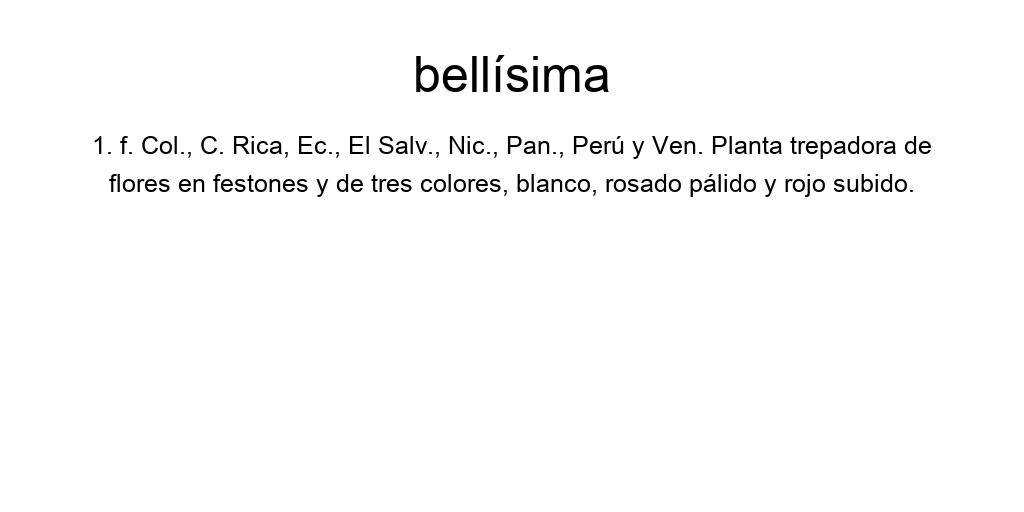 bellísima
1. f. Col., C. Rica, Ec., El Salv., Nic., Pan., Perú y Ven. Planta trepadora de
flores en festones y de tres colores, blanco, rosado pálido y rojo subido.